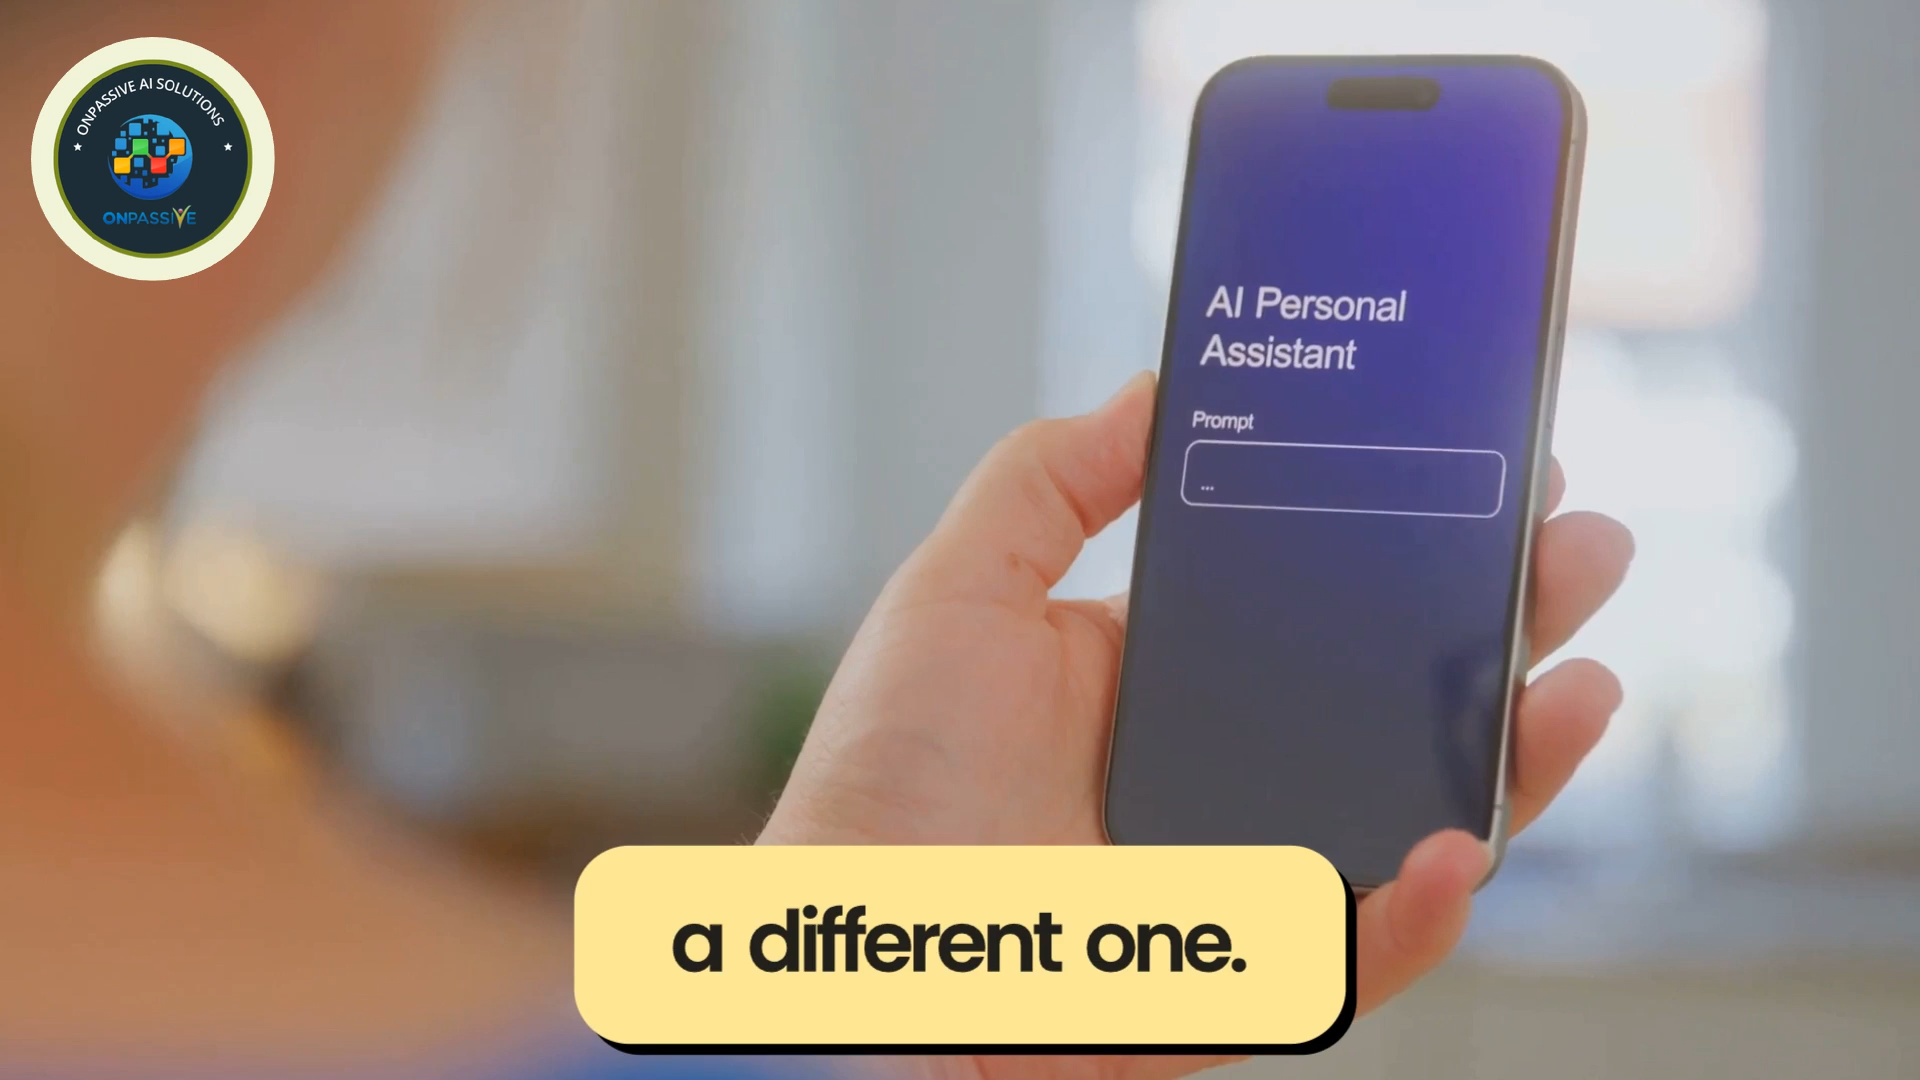 ONPASSIVE AI SOLUTIONS
ONPASSIVE
AI Personal
Assistant
Prompt
...
a different one.